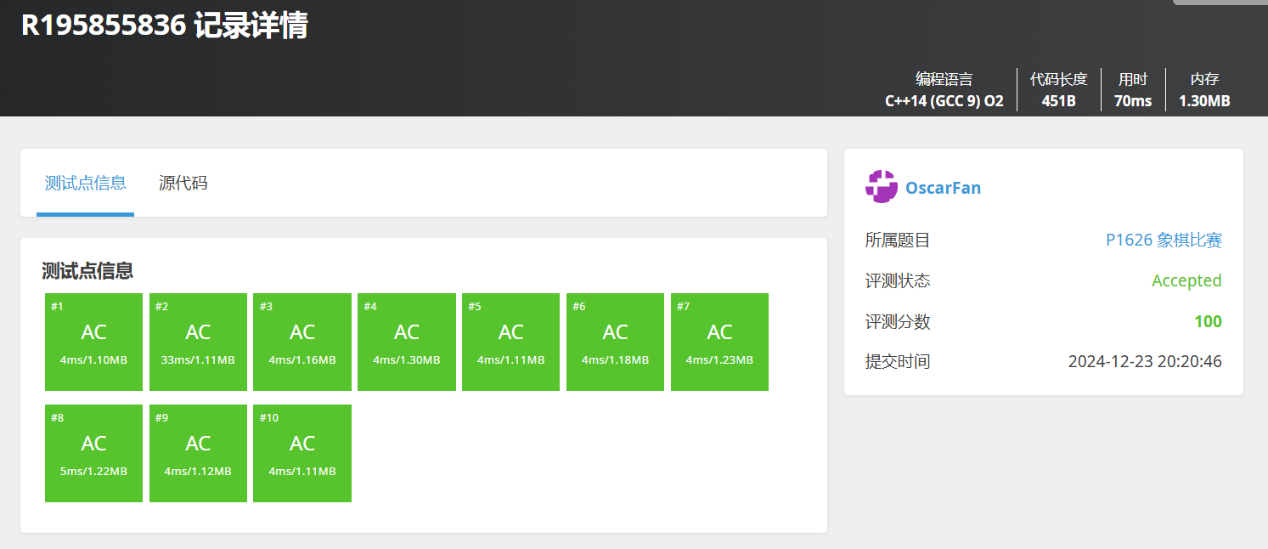 R195855836 记录详情
编程语言 代码长度 用时 内存
C++14 (GCC 9) O2 451B 70ms 1.30MB
测试点信息 源代码
测试点信息
#1 #2 #3 #4 #5 #6 #7
AC AC AC AC AC AC AC
4ms/1.10MB 33ms/1.11MB 4ms/1.16MB 4ms/1.30MB 4ms/1.11MB 4ms/1.18MB 4ms/1.23MB
#8 #9 #10
AC AC AC
5ms/1.22MB 4ms/1.12MB 4ms/1.11MB
OscarFan
所属题目 P1626 象棋比赛
评测状态 Accepted
评测分数 100
提交时间 2024-12-23 20:20:46